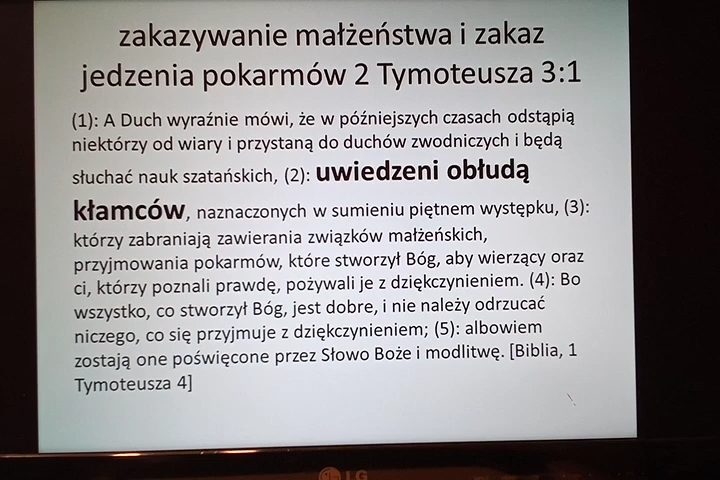 zakazywanie małżeństwa i zakaz
jedzenia pokarmów 2 Tymoteusza 3:1
(1): A Duch wyraźnie mówi, że w późniejszych czasach odstąpią
niektórzy od wiary i przystaną do duchów zwodniczych i będą
słuchać nauk szatańskich, (2): uwiedzeni obłudą
kłamców, naznaczonych w sumieniu piętnem występku, (3):
którzy zabraniają zawierania związków małżeńskich,
przyjmowania pokarmów, które stworzył Bóg, aby wierzący oraz
ci, którzy poznali prawdę, pożywali je z dziękczynieniem. (4): Bo
wszystko, co stworzył Bóg, jest dobre, i nie należy odrzucać
niczego, co się przyjmuje z dziękczynieniem; (5): albowiem
zostają one poświęcone przez Słowo Boże i modlitwę. [Biblia, 1
Tymoteusza 4]
LG